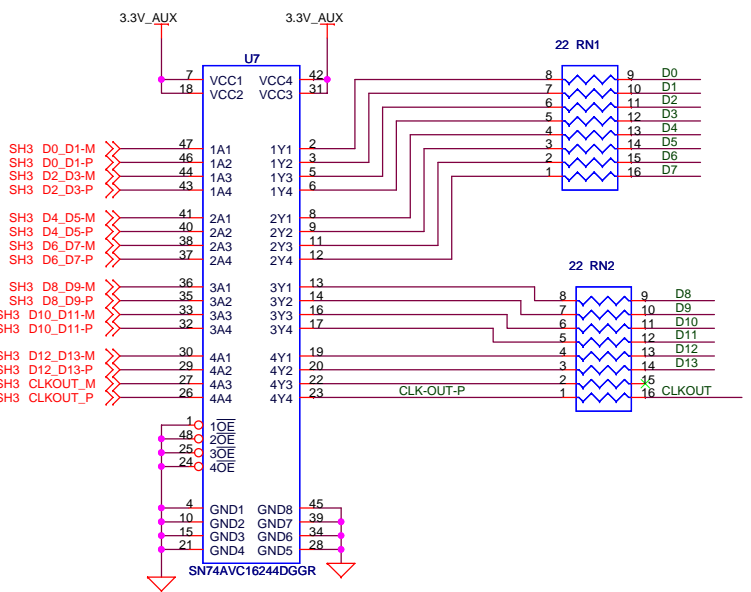 3.3V_AUX 3.3V_AUX
U7
22 RN1
7 VCC1 VCC4 42
18 VCC2 VCC3 31
8 9 D0
7 10 D1
6 11 D2
5 12 D3
4 13 D4
3 14 D5
2 15 D6
1 16 D7
SH3 D0_D1-M 47 1A1 1Y1 2
SH3 D0_D1-P 46 1A2 1Y2 3
SH3 D2_D3-M 44 1A3 1Y3 5
SH3 D2_D3-P 43 1A4 1Y4 6
SH3 D4_D5-M 41 2A1 2Y1 8
SH3 D4_D5-P 40 2A2 2Y2 9
SH3 D6_D7-M 38 2A3 2Y3 11
SH3 D6_D7-P 37 2A4 2Y4 12
22 RN2
SH3 D8_D9-M 36 3A1 3Y1 13
SH3 D8_D9-P 35 3A2 3Y2 14
SH3 D10_D11-M 33 3A3 3Y3 16
SH3 D10_D11-P 32 3A4 3Y4 17
8 9 D8
7 10 D9
6 11 D10
5 12 D11
4 13 D12
3 14 D13
2 15
1 16 CLKOUT
SH3 D12_D13-M 30 4A1 4Y1 19
SH3 D12_D13-P 29 4A2 4Y2 20
SH3 CLKOUT_M 27 4A3 4Y3 22
SH3 CLKOUT_P 26 4A4 4Y4 23 CLK-OUT-P
1 1OE
48 2OE
25 3OE
24 4OE
4 GND1 GND8 45
10 GND2 GND7 39
15 GND3 GND6 34
21 GND4 GND5 28
SN74AVC16244DGGR